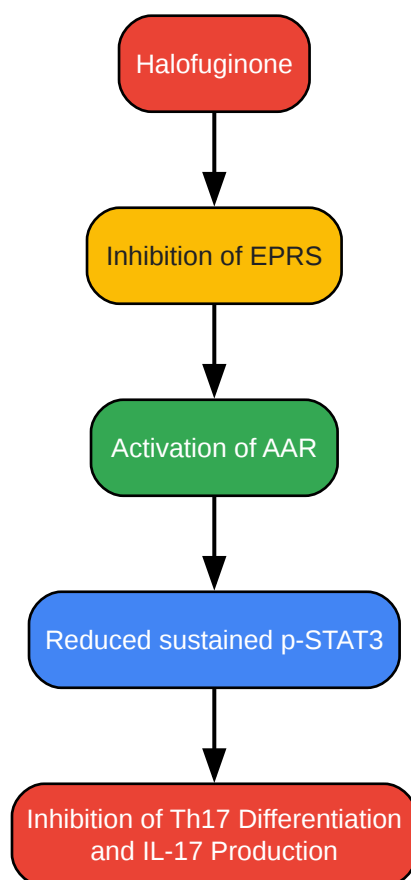 Halofuginone
Inhibition of EPRS
Activation of AAR
Reduced sustained p-STAT3
Inhibition of Th17 Differentiation
and IL-17 Production